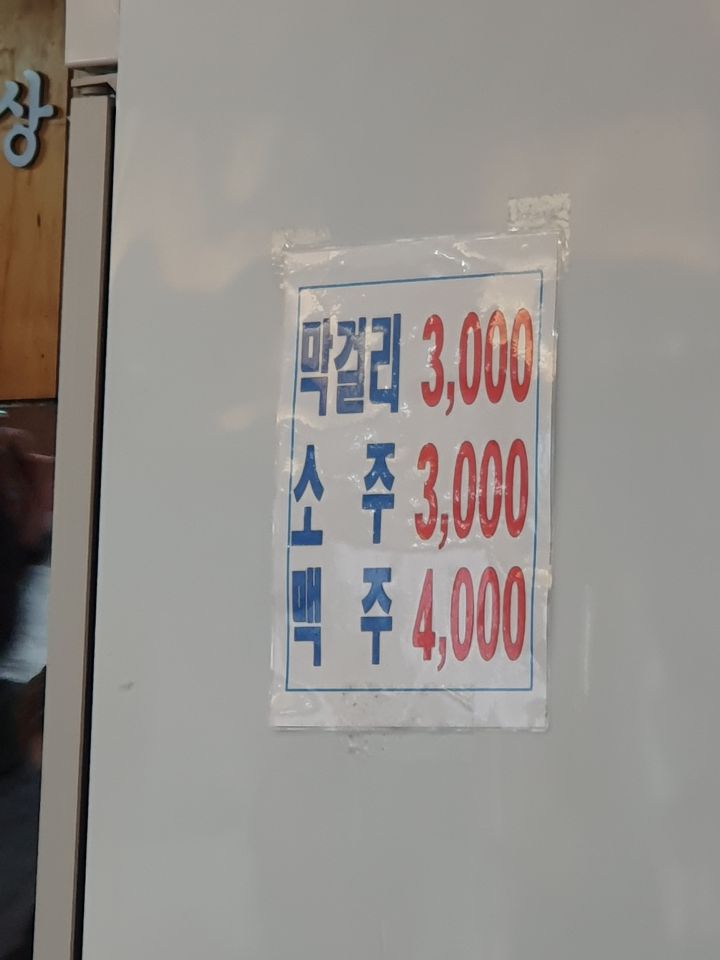 상
막걸리 3,000
소 주 3,000
맥 주 4,000